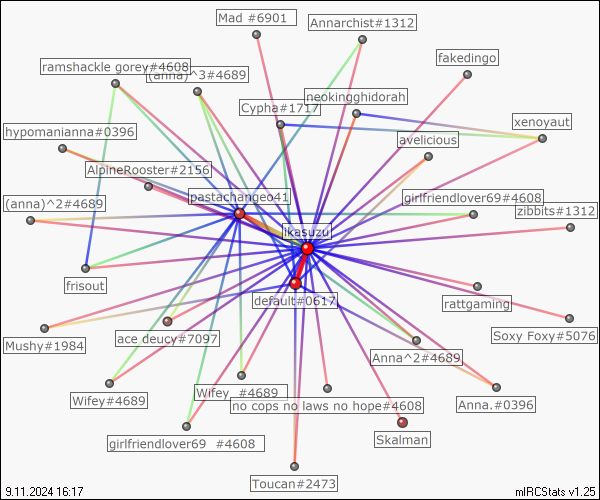 Mad #6901
Annarchist#1312
fakedingo
ramshackle gorey#4608
(anna)^3#4689
neokingghidorah
Cypha#1717
xenoyaut
hypomanianna#0396
avelicious
AlpineRooster#2156
pastachange041
girlfriendlover69#4608
(anna)^2#4689
zibbits#1312
ikasuzu
frisout
default#0617
rattgaming
Mushy#1984
ace deucy#7097
Soxy Foxy#5076
Anna^2#4689
Wifey#4689
Wifey #4689
no cops no laws no hope#4608
Anna.#0396
girlfriendlover69 #4608
Skalman
Toucan#2473
9.11.2024 16:17
mIRCStats v1.25